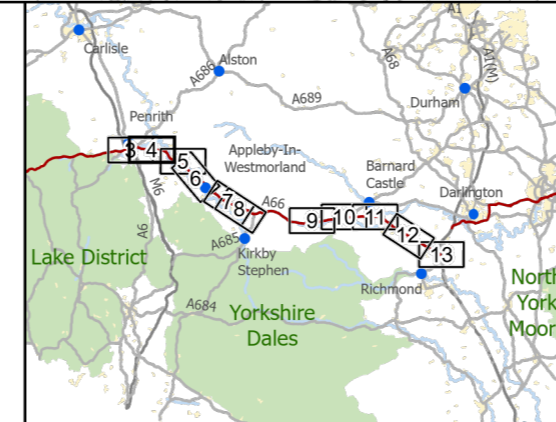 A1
Carlisle
A68
A1(M)
Alston
A686
A689
Durham
Penrith
Appleby-In-
Westmorland
Barnard
Castle
3
4
5
6
7
18
A66
9
10
11
12
13
Darlington
M6
A6
A685
Kirkby
Stephen
Lake District
Richmond
A684
Yorkshire
Dales
North
York
Moor